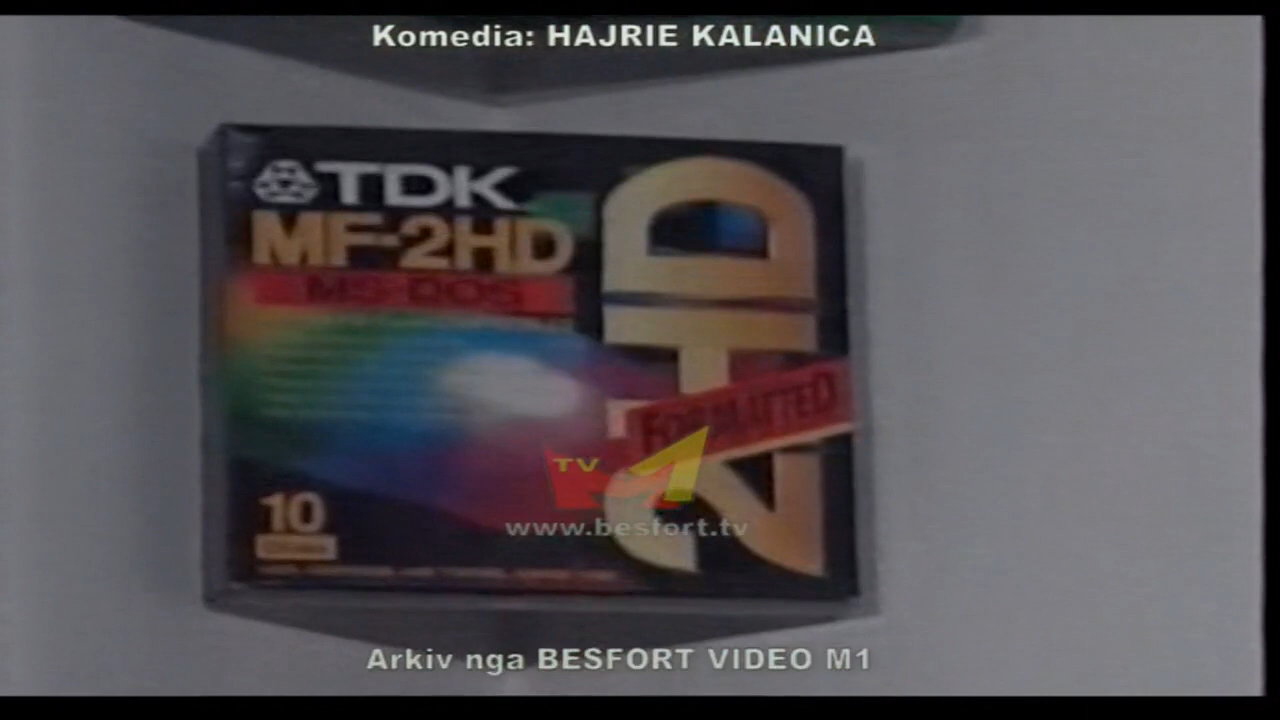 Komedia: HAJRIE KALANICA
TDK
MF-2HD
MS-DOS
2HD
FORMATTED
10
TV M1
www.besfort.tv
Arkiv nga BESFORT VIDEO M1